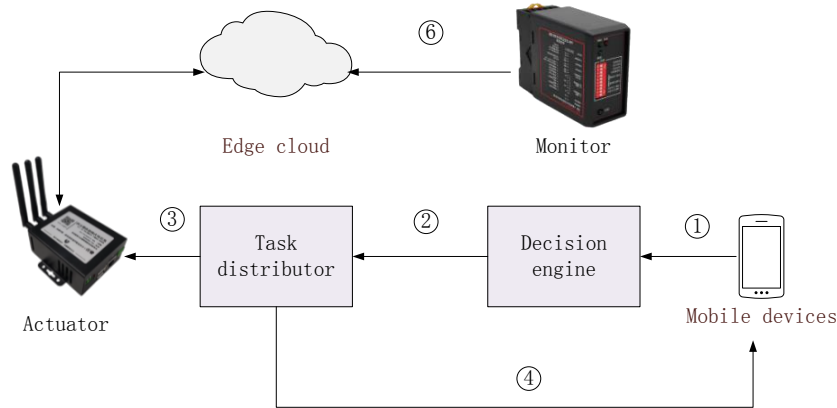 ⑥
Edge cloud
Monitor
③
②
①
Task
distributor
Decision
engine
Actuator
Mobile devices
④